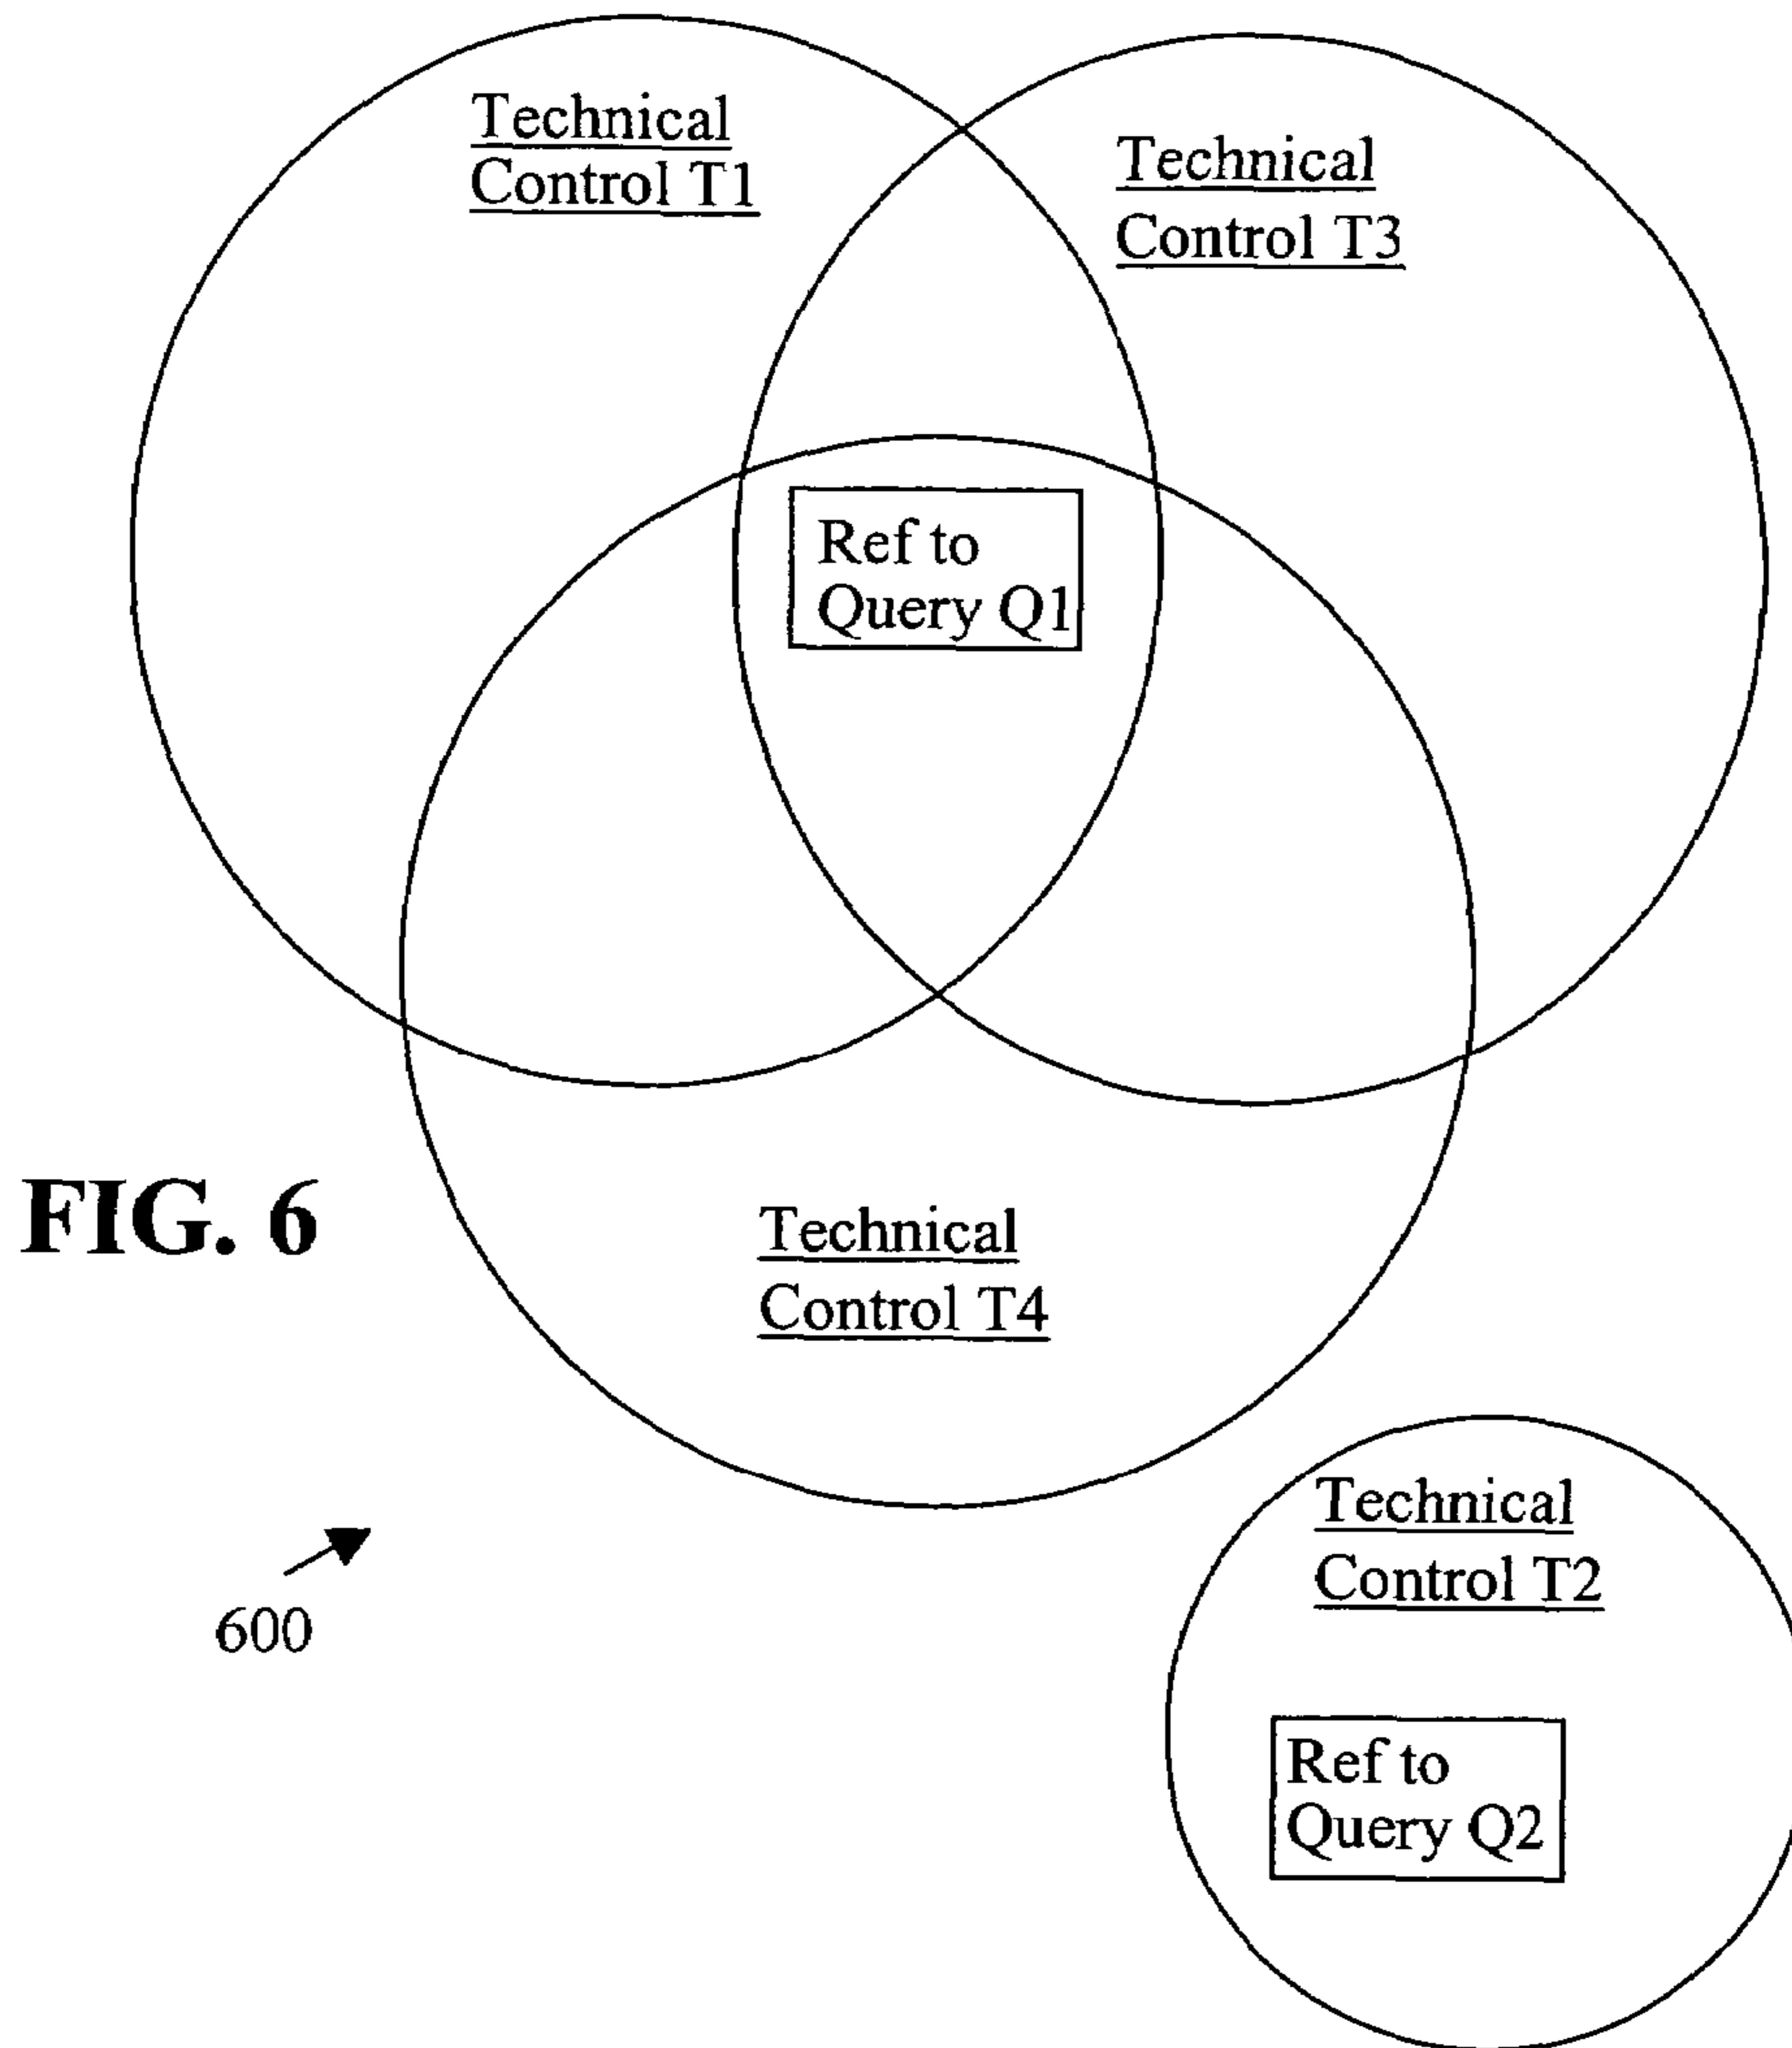 Technical
Control T1
Technical
Control T3
Ref to
Query Q1
FIG. 6
Technical
Control T4
600
Technical
Control T2
Ref to
Query Q2